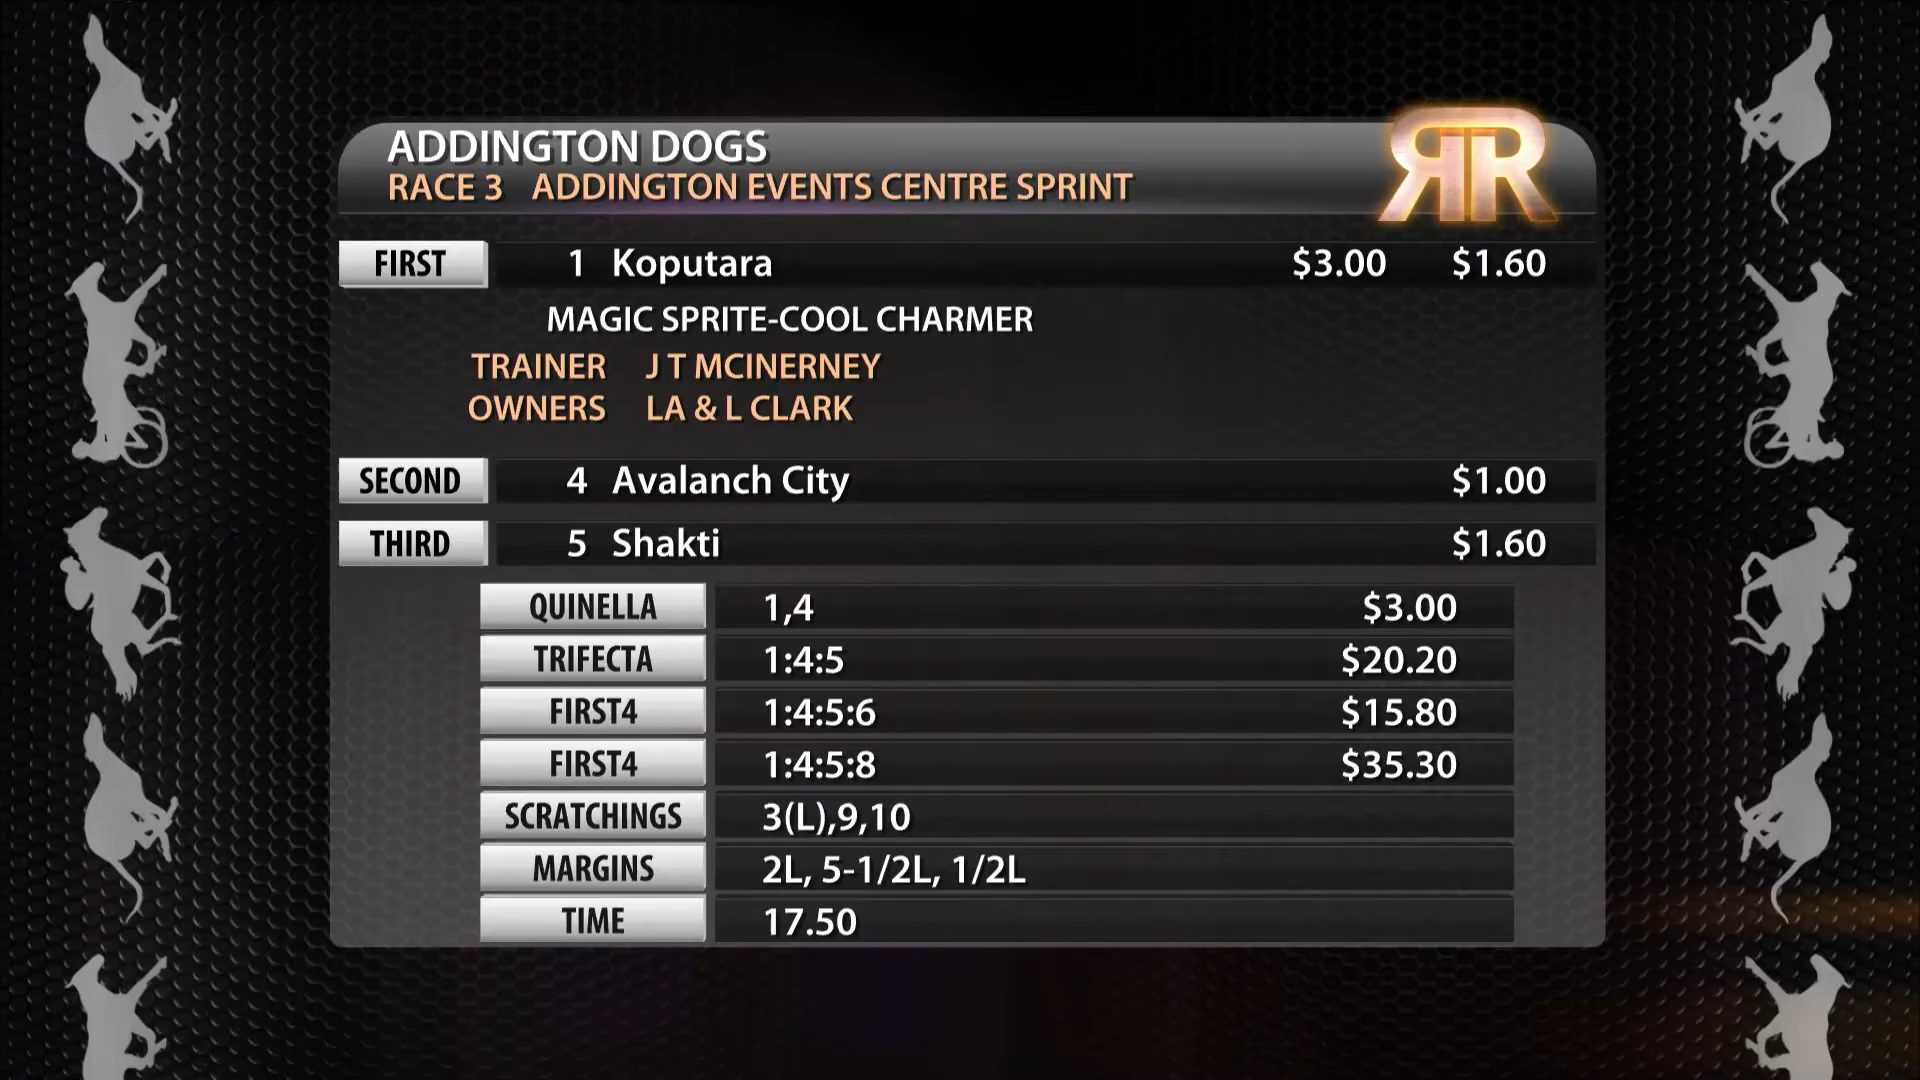 ADDINGTON DOGS
RACE 3 ADDINGTON EVENTS CENTRE SPRINT
RR
FIRST 1 Koputara $3.00 $1.60
MAGIC SPRITE-COOL CHARMER
TRAINER J T MCINERNEY
OWNERS LA & L CLARK
SECOND 4 Avalanch City $1.00
THIRD 5 Shakti $1.60
QUINELLA 1,4 $3.00
TRIFECTA 1:4:5 $20.20
FIRST4 1:4:5:6 $15.80
FIRST4 1:4:5:8 $35.30
SCRATCHINGS 3(L),9,10
MARGINS 2L, 5-1/2L, 1/2L
TIME 17.50